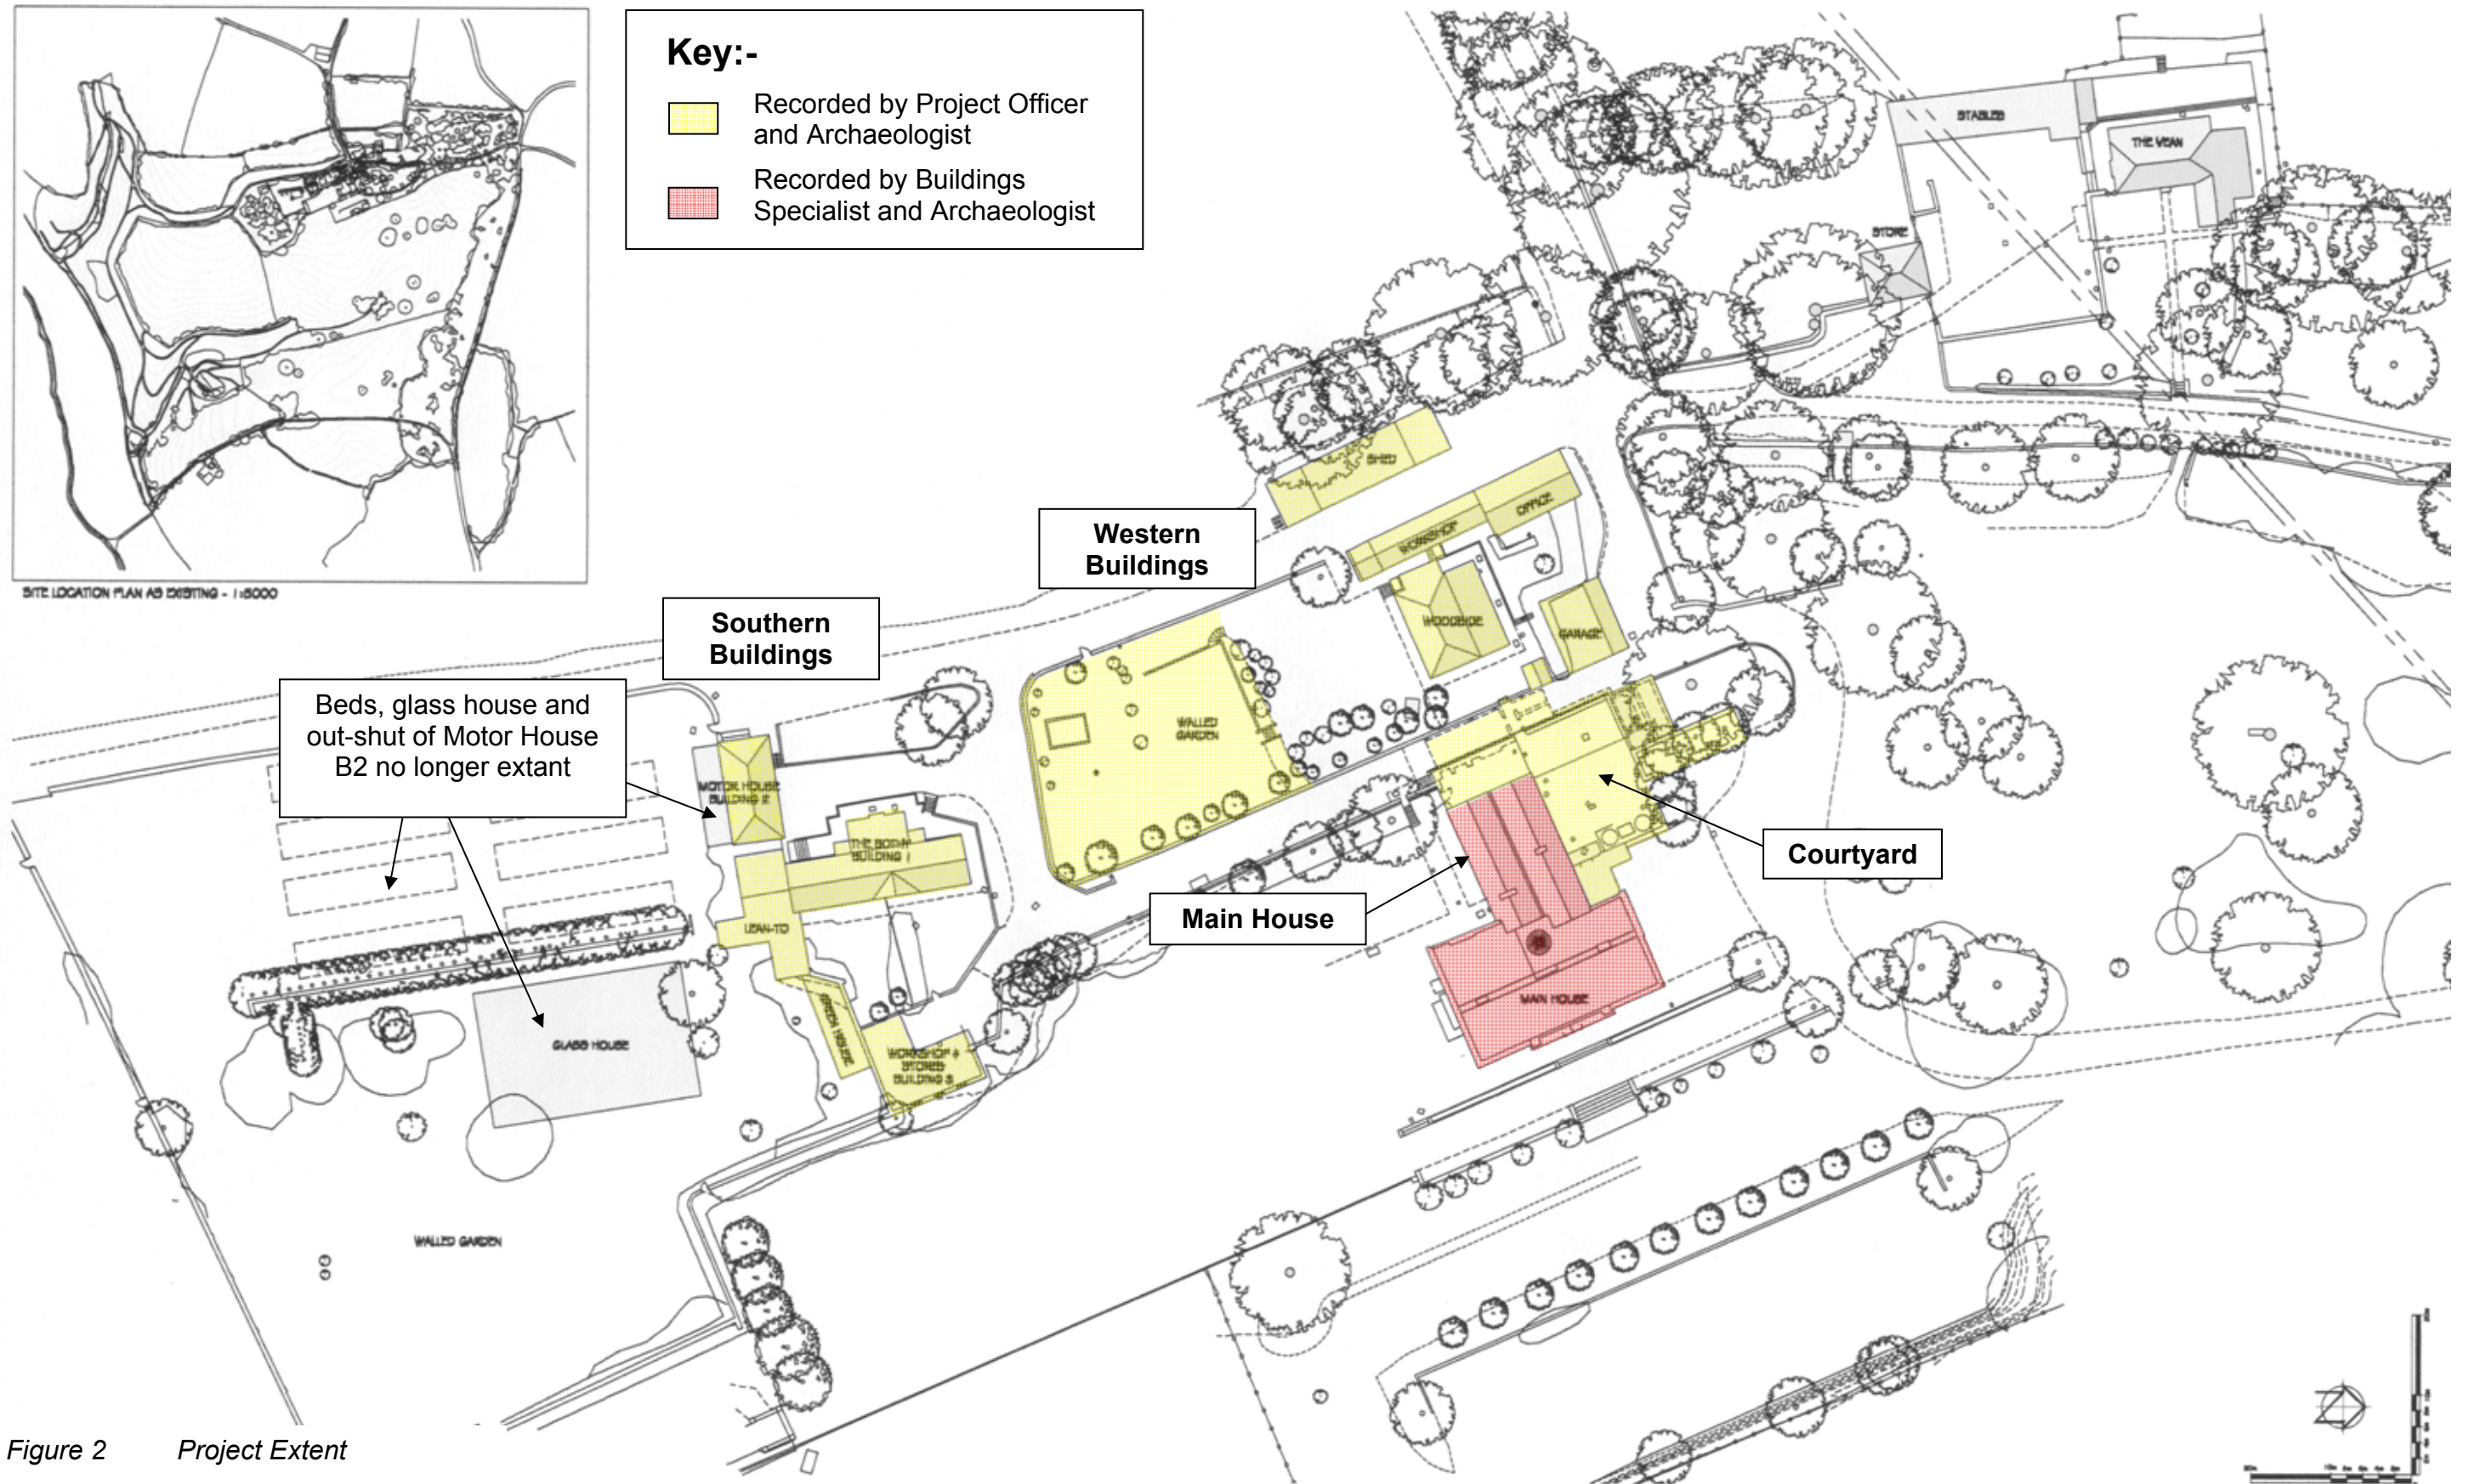 Key:-
Recorded by Project Officer
and Archaeologist
Recorded by Buildings
Specialist and Archaeologist
STABLES
THE VEAN
STORE
SHED
OFFICE
WORKSHOP
Western
Buildings
WOODSIDE
GARAGE
SITE LOCATION PLAN AS EXISTING - 1:5000
Southern
Buildings
Beds, glass house and
out-shut of Motor House
B2 no longer extant
WALLED
GARDEN
MOTOR HOUSE
BUILDING 2
THE BOTHY
BUILDING 1
Courtyard
Main House
LEAN-TO
MAIN HOUSE
GREEN HOUSE
GLASS HOUSE
WORKSHOP &
STORES
BUILDING 3
WALLED GARDEN
Figure 2 Project Extent